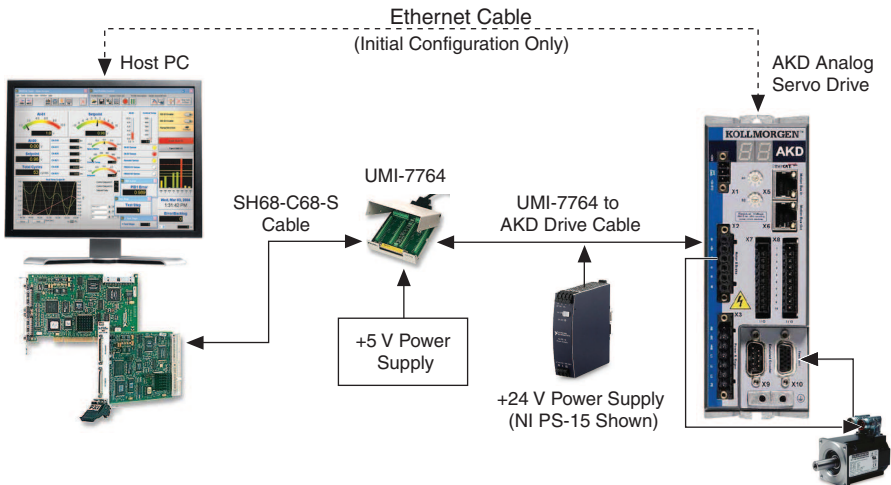 Ethernet Cable
(Initial Configuration Only)
Host PC
AKD Analog
Servo Drive
KOLLMORGEN™
AKD
UMI-7764
SH68-C68-S
Cable
UMI-7764 to
AKD Drive Cable
X1
X5
X6
X7
X8
X3
X9
X10
+5 V Power
Supply
+24 V Power Supply
(NI PS-15 Shown)